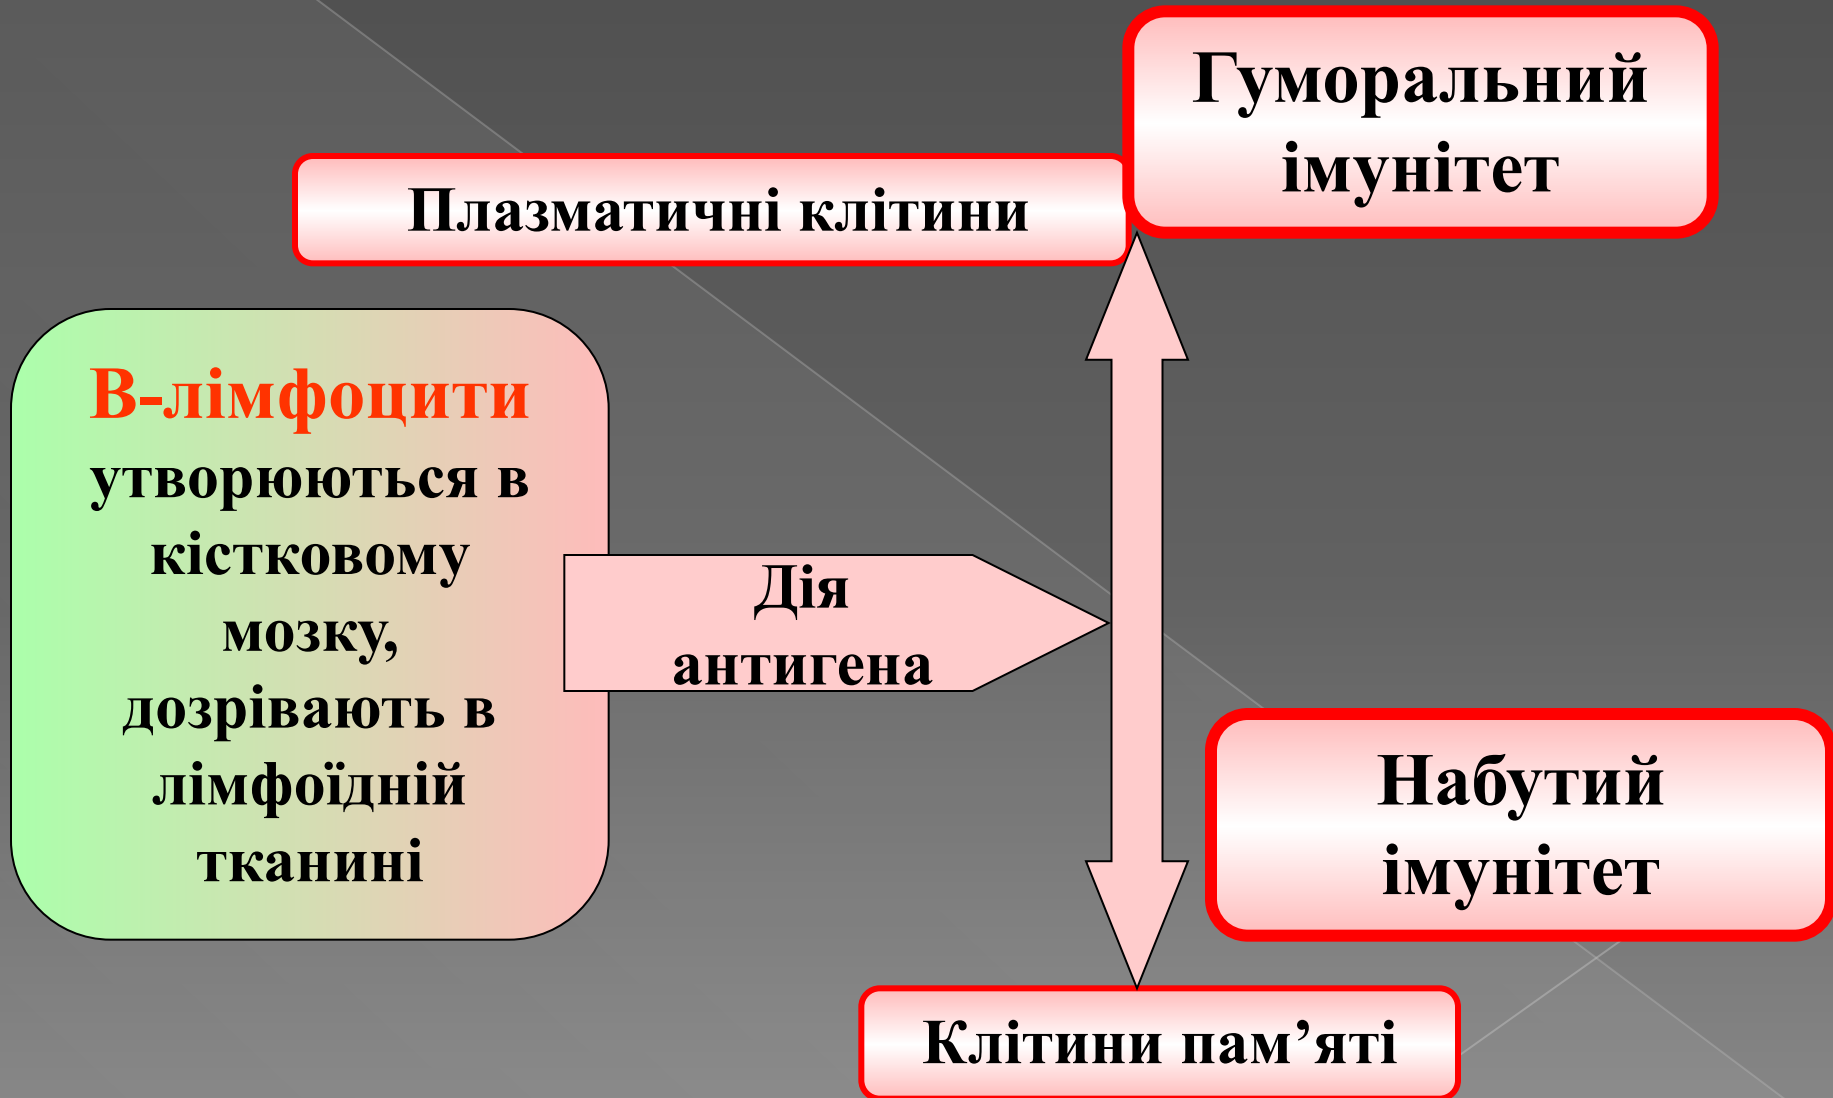 Гуморальний
імунітет
Плазматичні клітини
В-лімфоцити
утворюються в
кістковому
мозку,
дозрівають в
лімфоїдній
тканині
Дія
антигена
Набутий
імунітет
Клітини пам’яті